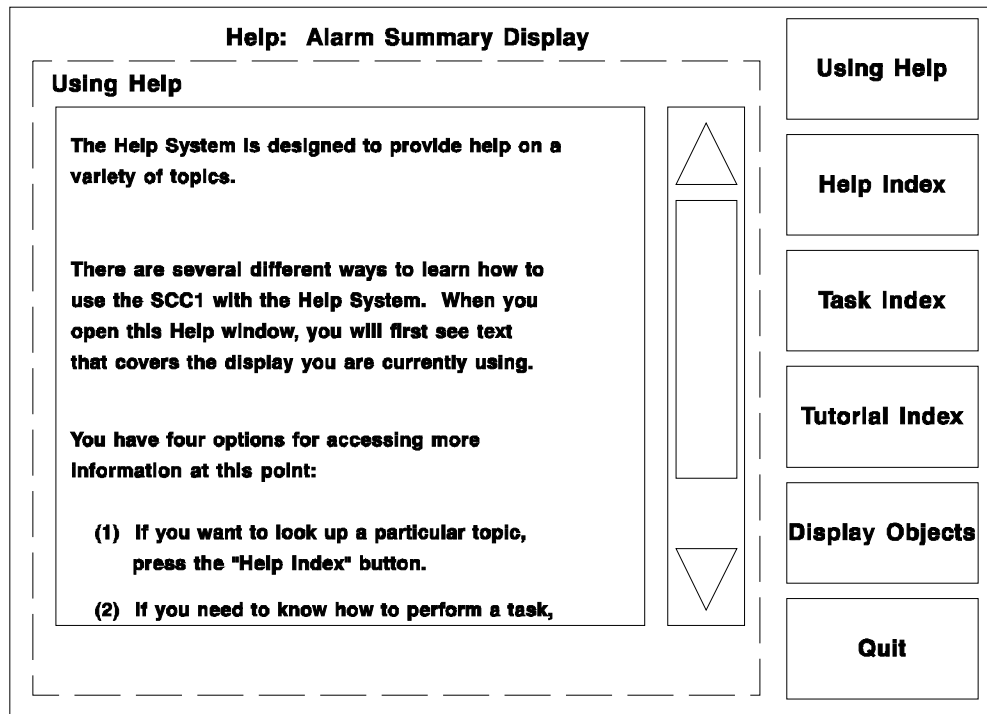 Help:  Alarm Summary Display
Using Help
The Help System is designed to provide help on a
variety of topics.
There are several different ways to learn how to
use the SCC1 with the Help System.  When you
open this Help window, you will first see text
that covers the display you are currently using.
You have four options for accessing more
information at this point:
(1)  If you want to look up a particular topic,
press the "Help Index" button.
(2)  If you need to know how to perform a task,
Using Help
Help Index
Task Index
Tutorial Index
Display Objects
Quit